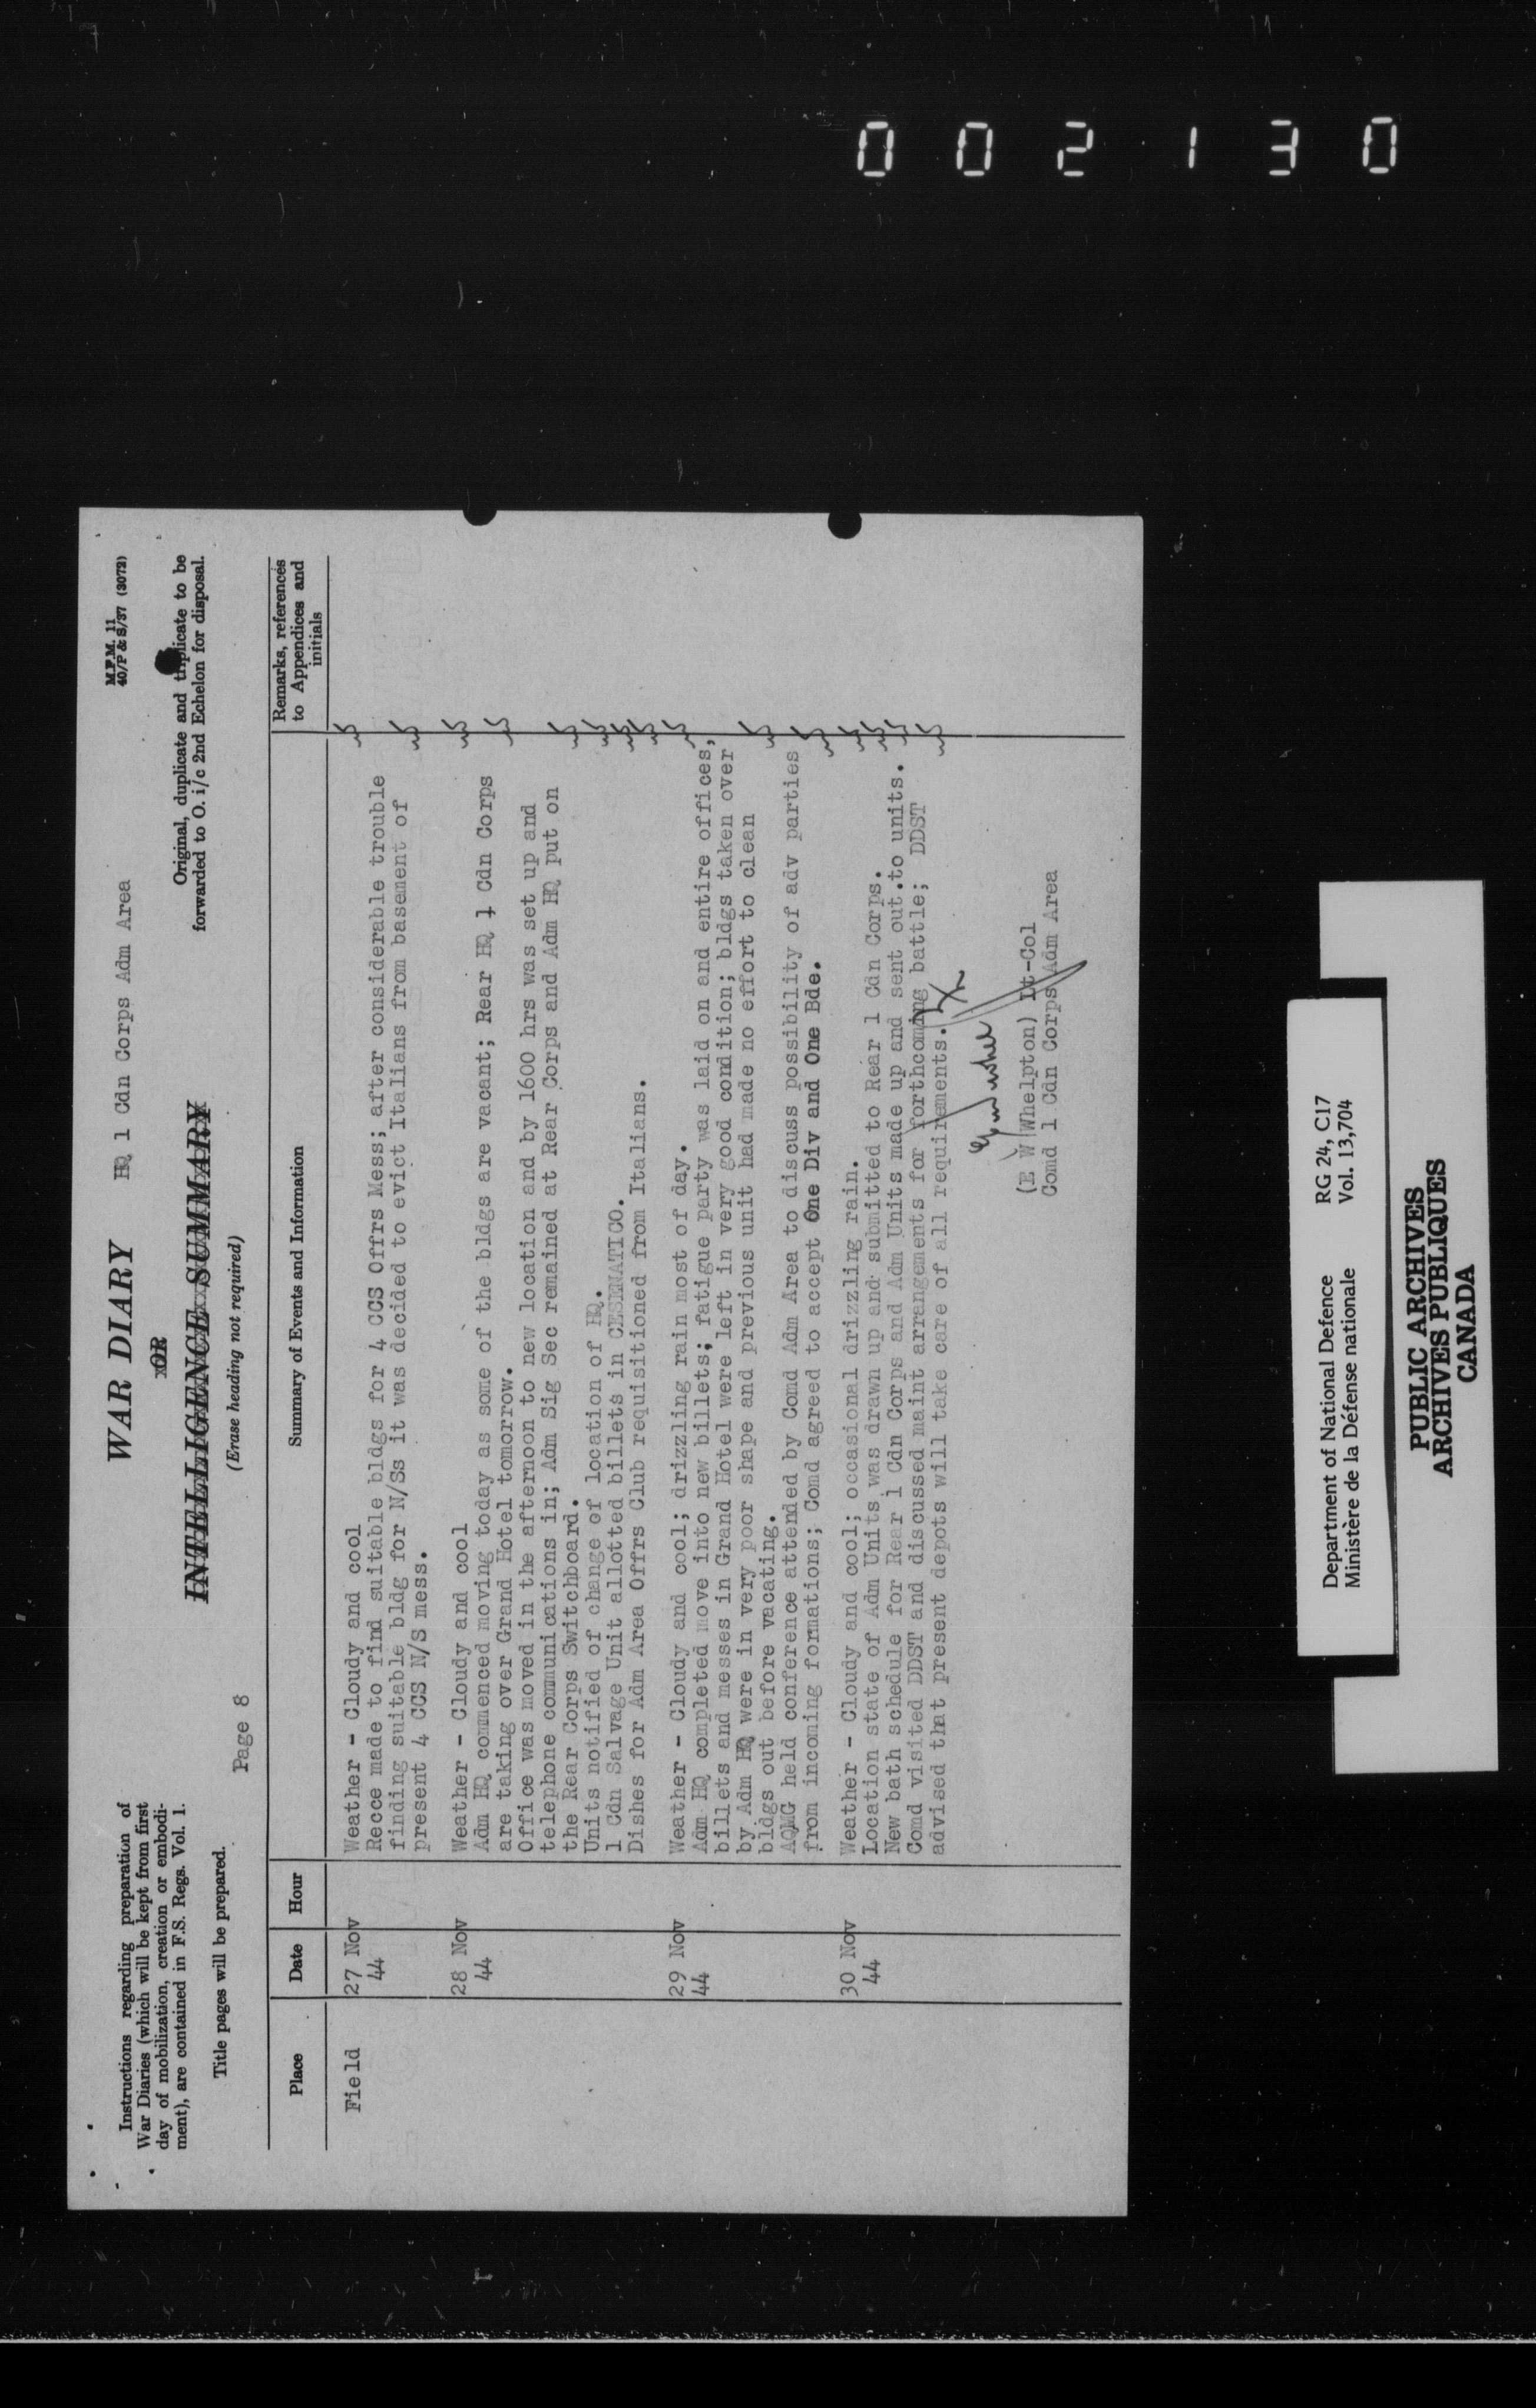 002130
Instructions regarding preparation of
War Diaries (which will be kept from first
day of mobilization, creation or embodi-
ment), are contained in F.S. Regs. Vol. 1.
Title pages will be prepared.
Page 8
WAR DIARY
OR
INTELLIGENCE SUMMARY
(Erase heading not required)
HQ 1 Cdn Corps Adm Area
M.F.M. 11
40/P & S/37 (3072)
Original, duplicate and triplicate to be
forwarded to O. i/c 2nd Echelon for disposal.
Place Date Hour Summary of Events and Information Remarks, references
to Appendices and
initials
Field 27 Nov Weather - Cloudy and cool
44 Recce made to find suitable bldgs for 4 CCS Offrs Mess; after considerable trouble
finding suitable bldg for N/Ss it was decided to evict Italians from basement of
present 4 CCS N/S mess.
28 Nov Weather - Cloudy and cool
44 Adm HQ commenced moving today as some of the bldgs are vacant; Rear HQ 1 Cdn Corps
are taking over Grand Hotel tomorrow.
Office was moved in the afternoon to new location and by 1600 hrs was set up and
telephone communications in; Adm Sig Sec remained at Rear Corps and Adm HQ put on
the Rear Corps Switchboard.
Units notified of change of location of HQ.
1 Cdn Salvage Unit allotted billets in CESENATICO.
Dishes for Adm Area Offrs Club requisitioned from Italians.
29 Nov Weather - Cloudy and cool; drizzling rain most of day.
44 Adm HQ completed move into new billets; fatigue party was laid on and entire offices,
billets and messes in Grand Hotel were left in very good condition; bldgs taken over
by Adm HQ were in very poor shape and previous unit had made no effort to clean
bldgs out before vacating.
AQMG held conference attended by Comd Adm Area to discuss possibility of adv parties
from incoming formations; Comd agreed to accept One Div and One Bde.
30 Nov Weather - Cloudy and cool; occasional drizzling rain.
44 Location state of Adm Units was drawn up and submitted to Rear 1 Cdn Corps.
New bath schedule for Rear 1 Cdn Corps and Adm Units made up and sent out to units.
Comd visited DDST and discussed maint arrangements for forthcoming battle; DDST
advised that present depots will take care of all requirements.
(E W Whelpton) Lt-Col
Comd 1 Cdn Corps Adm Area
Department of National Defence RG 24, C17
Ministère de la Défense nationale Vol. 13,704
PUBLIC ARCHIVES
ARCHIVES PUBLIQUES
CANADA